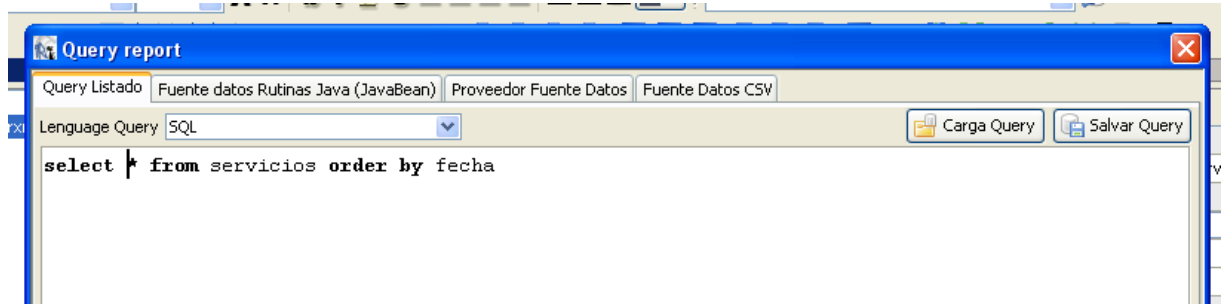 Query report
Query Listado Fuente datos Rutinas Java (JavaBean) Proveedor Fuente Datos Fuente Datos CSV
Lenguage Query SQL Carga Query Salvar Query
select * from servicios order by fecha